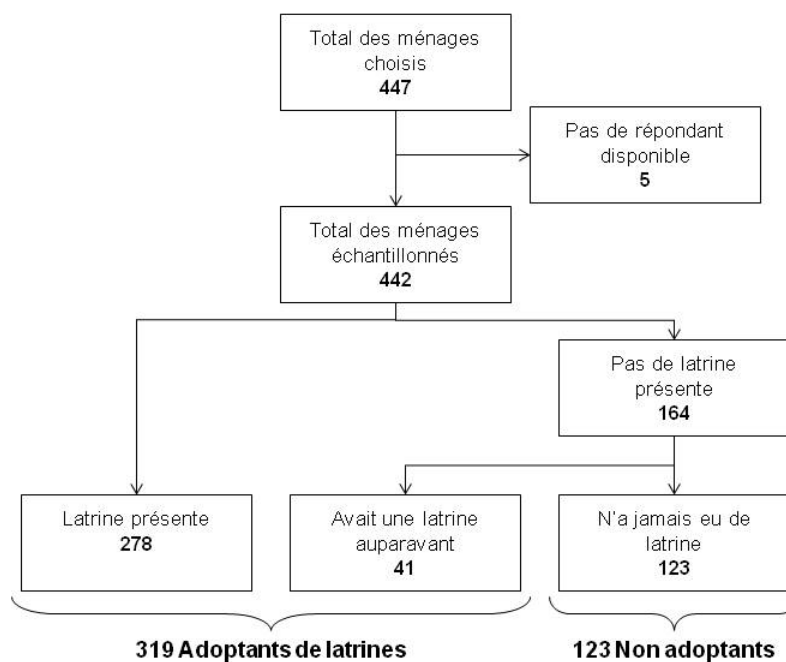 Total des ménages
choisis
447
Pas de répondant
disponible
5
Total des ménages
échantillonnés
442
Pas de latrine
présente
164
Latrine présente
278
Avait une latrine
auparavant
41
N'a jamais eu de
latrine
123
319 Adoptants de latrines
123 Non adoptants